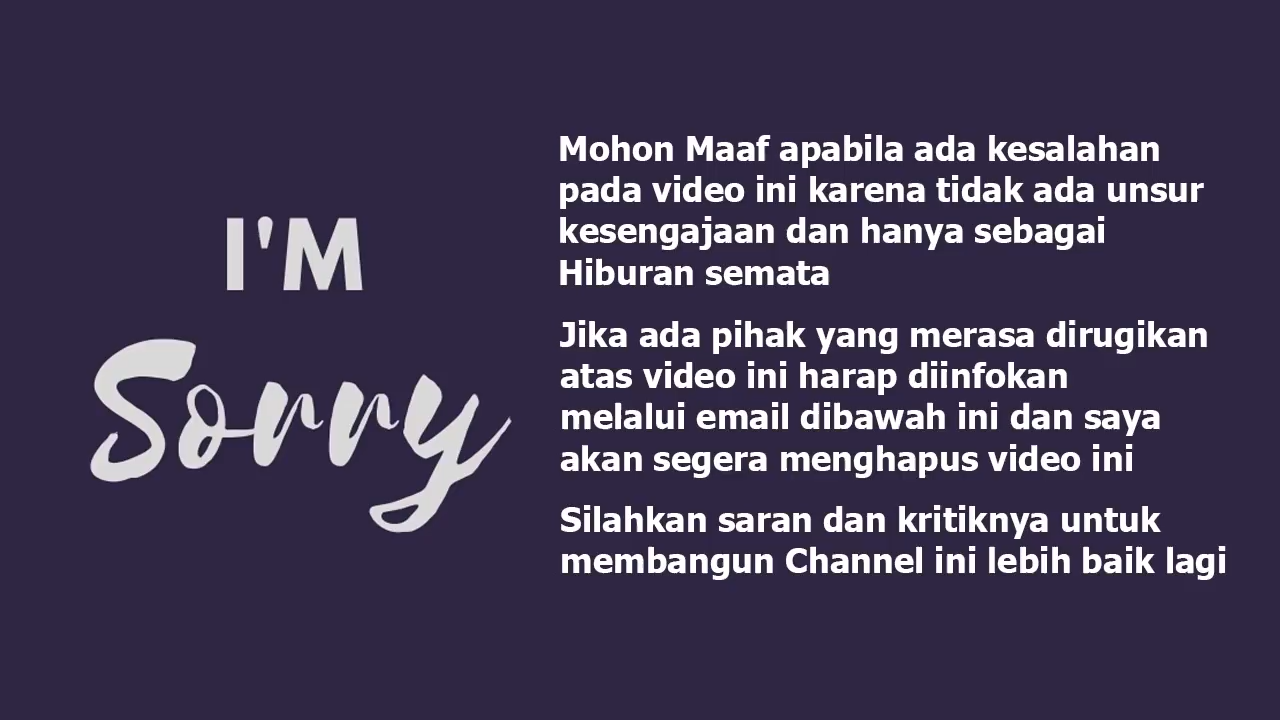 I'M
Sorry
Mohon Maaf apabila ada kesalahan
pada video ini karena tidak ada unsur
kesengajaan dan hanya sebagai
Hiburan semata
Jika ada pihak yang merasa dirugikan
atas video ini harap diinfokan
melalui email dibawah ini dan saya
akan segera menghapus video ini
Silahkan saran dan kritiknya untuk
membangun Channel ini lebih baik lagi